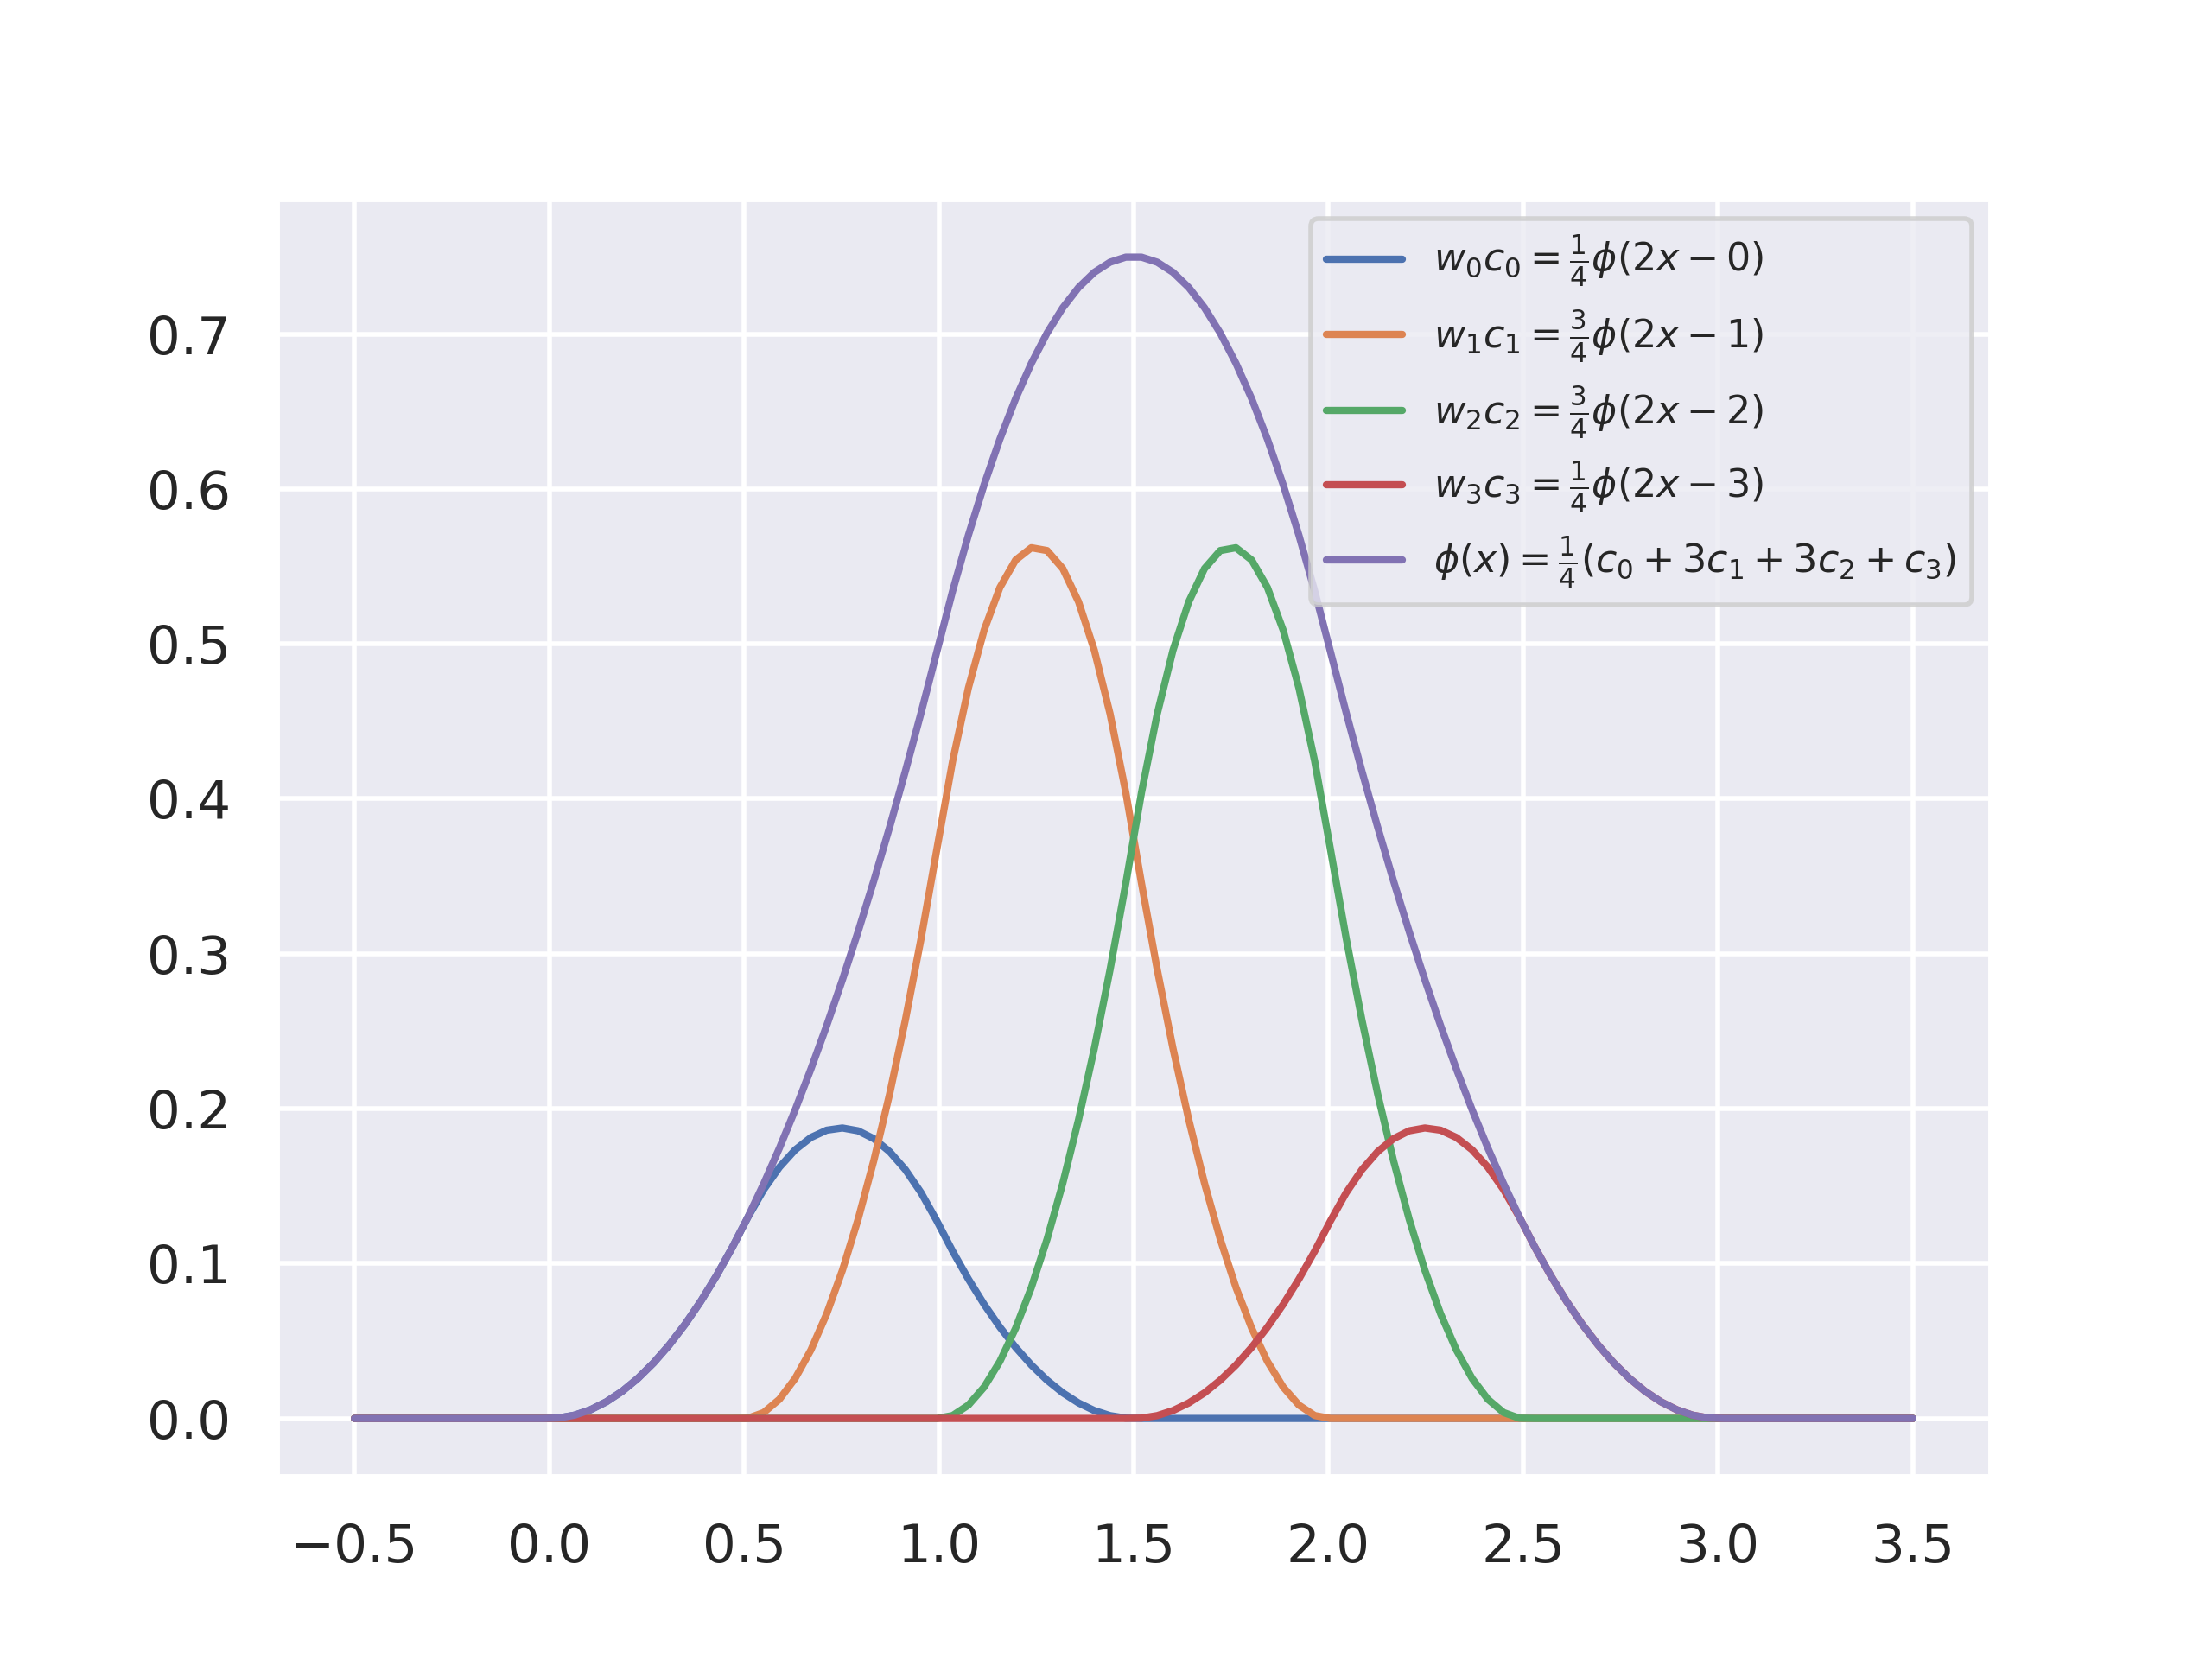 w₀c₀ = ¼ϕ(2x − 0)
w₁c₁ = ¾ϕ(2x − 1)
w₂c₂ = ¾ϕ(2x − 2)
w₃c₃ = ¼ϕ(2x − 3)
ϕ(x) = ¼(c₀ + 3c₁ + 3c₂ + c₃)
0.7
0.6
0.5
0.4
0.3
0.2
0.1
0.0
−0.5 0.0 0.5 1.0 1.5 2.0 2.5 3.0 3.5